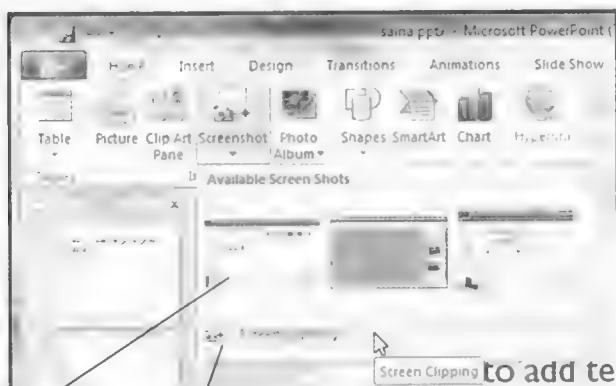 saina.pptx - Microsoft PowerPoint (
Insert Design Transitions Animations Slide Show
Table Picture Clip Art Screenshot Photo Shapes SmartArt Chart
Pane Album
Available Screen Shots
Screen Clipping to add te